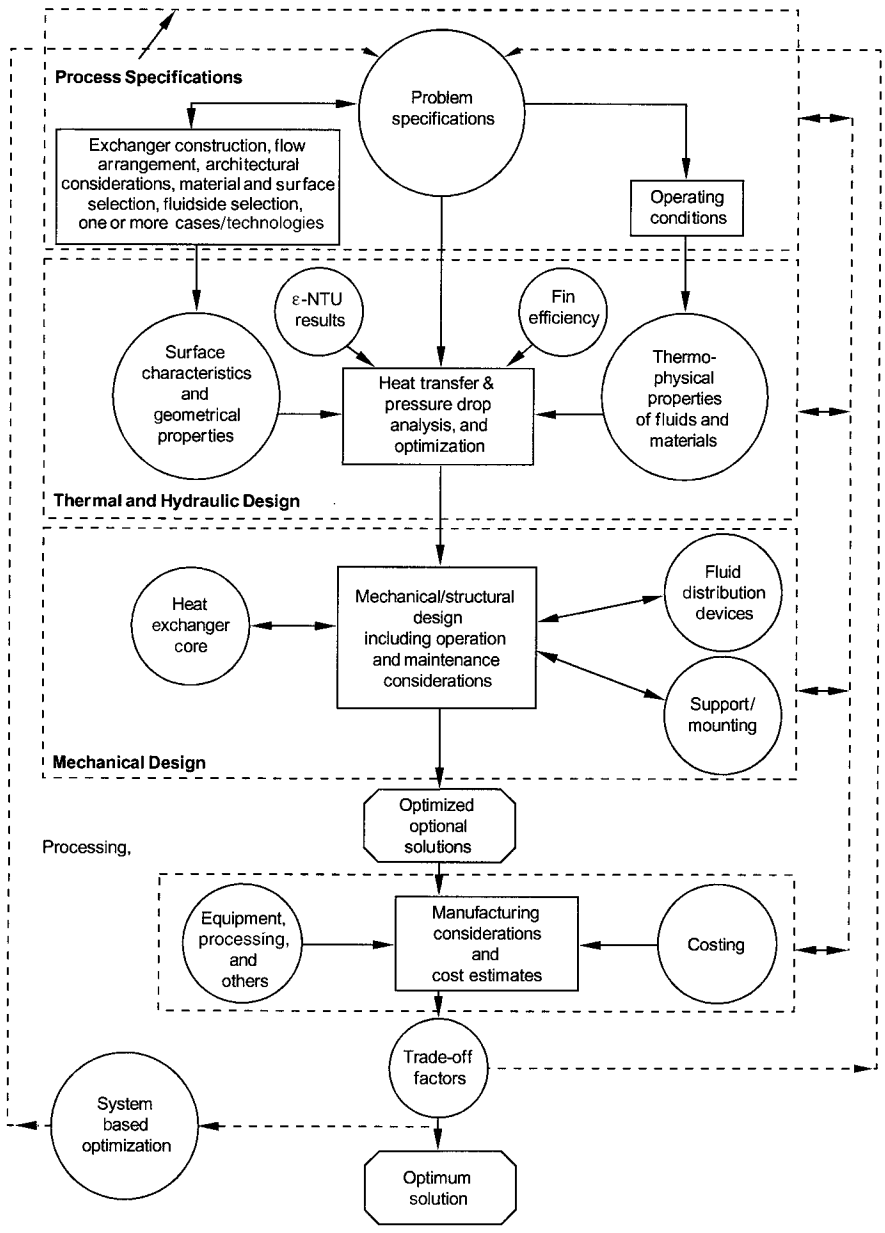 Process Specifications
Problem
specifications
Exchanger construction, flow
arrangement, architectural
considerations, material and surface
selection, fluidside selection,
one or more cases/technologies
Operating
conditions
ε-NTU
results
Fin
efficiency
Surface
characteristics
and
geometrical
properties
Heat transfer &
pressure drop
analysis, and
optimization
Thermo-
physical
properties
of fluids and
materials
Thermal and Hydraulic Design
Heat
exchanger
core
Mechanical/structural
design
including operation
and maintenance
considerations
Fluid
distribution
devices
Support/
mounting
Mechanical Design
Optimized
optional
solutions
Processing,
Equipment,
processing,
and
others
Manufacturing
considerations
and
cost estimates
Costing
Trade-off
factors
System
based
optimization
Optimum
solution